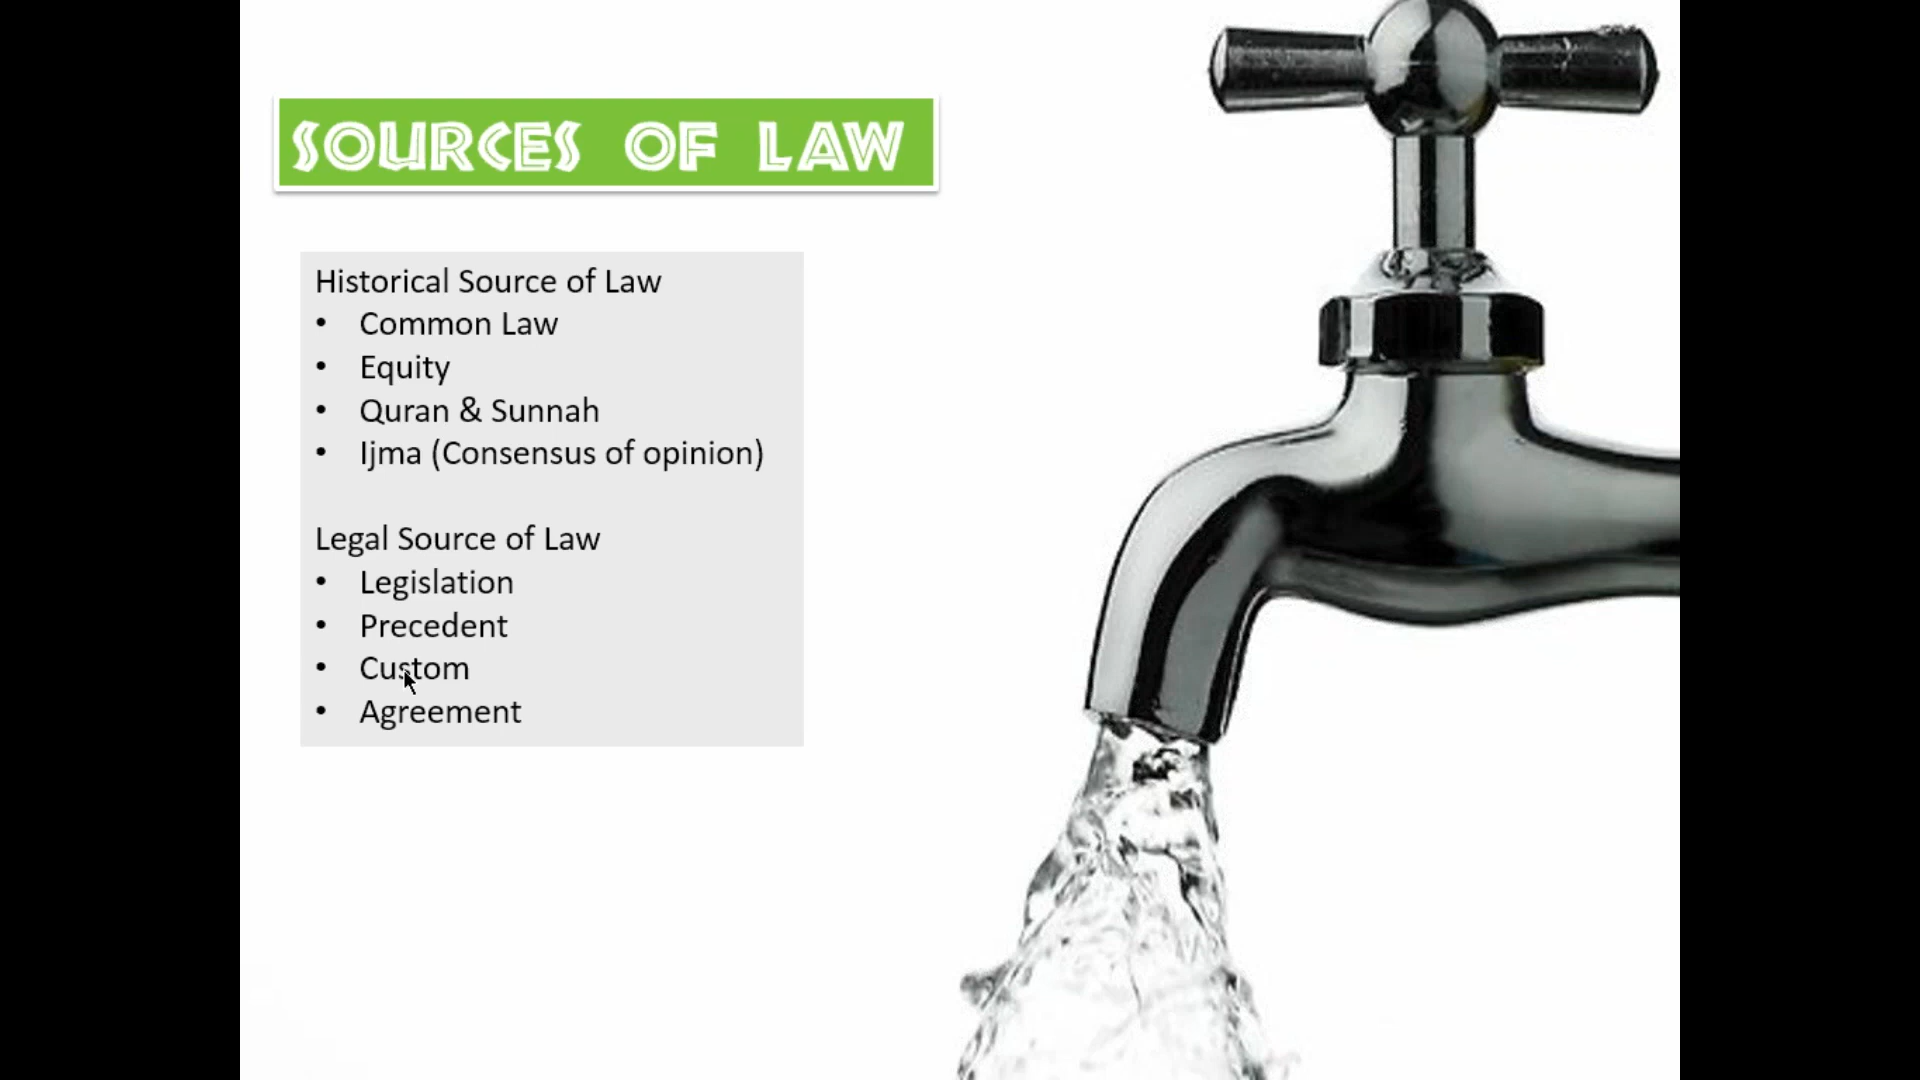 SOURCES OF LAW
Historical Source of Law
• Common Law
• Equity
• Quran & Sunnah
• Ijma (Consensus of opinion)
Legal Source of Law
• Legislation
• Precedent
• Custom
• Agreement